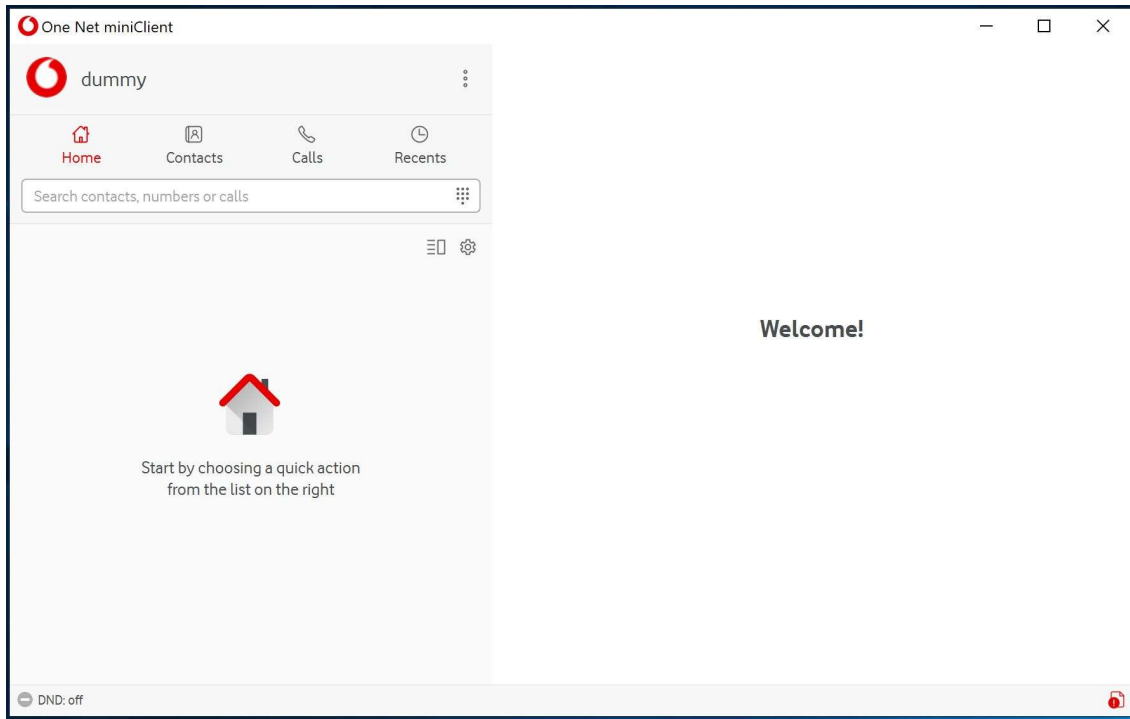 One Net miniClient
dummy
Home Contacts Calls Recents
Search contacts, numbers or calls
Welcome!
Start by choosing a quick action
from the list on the right
DND: off